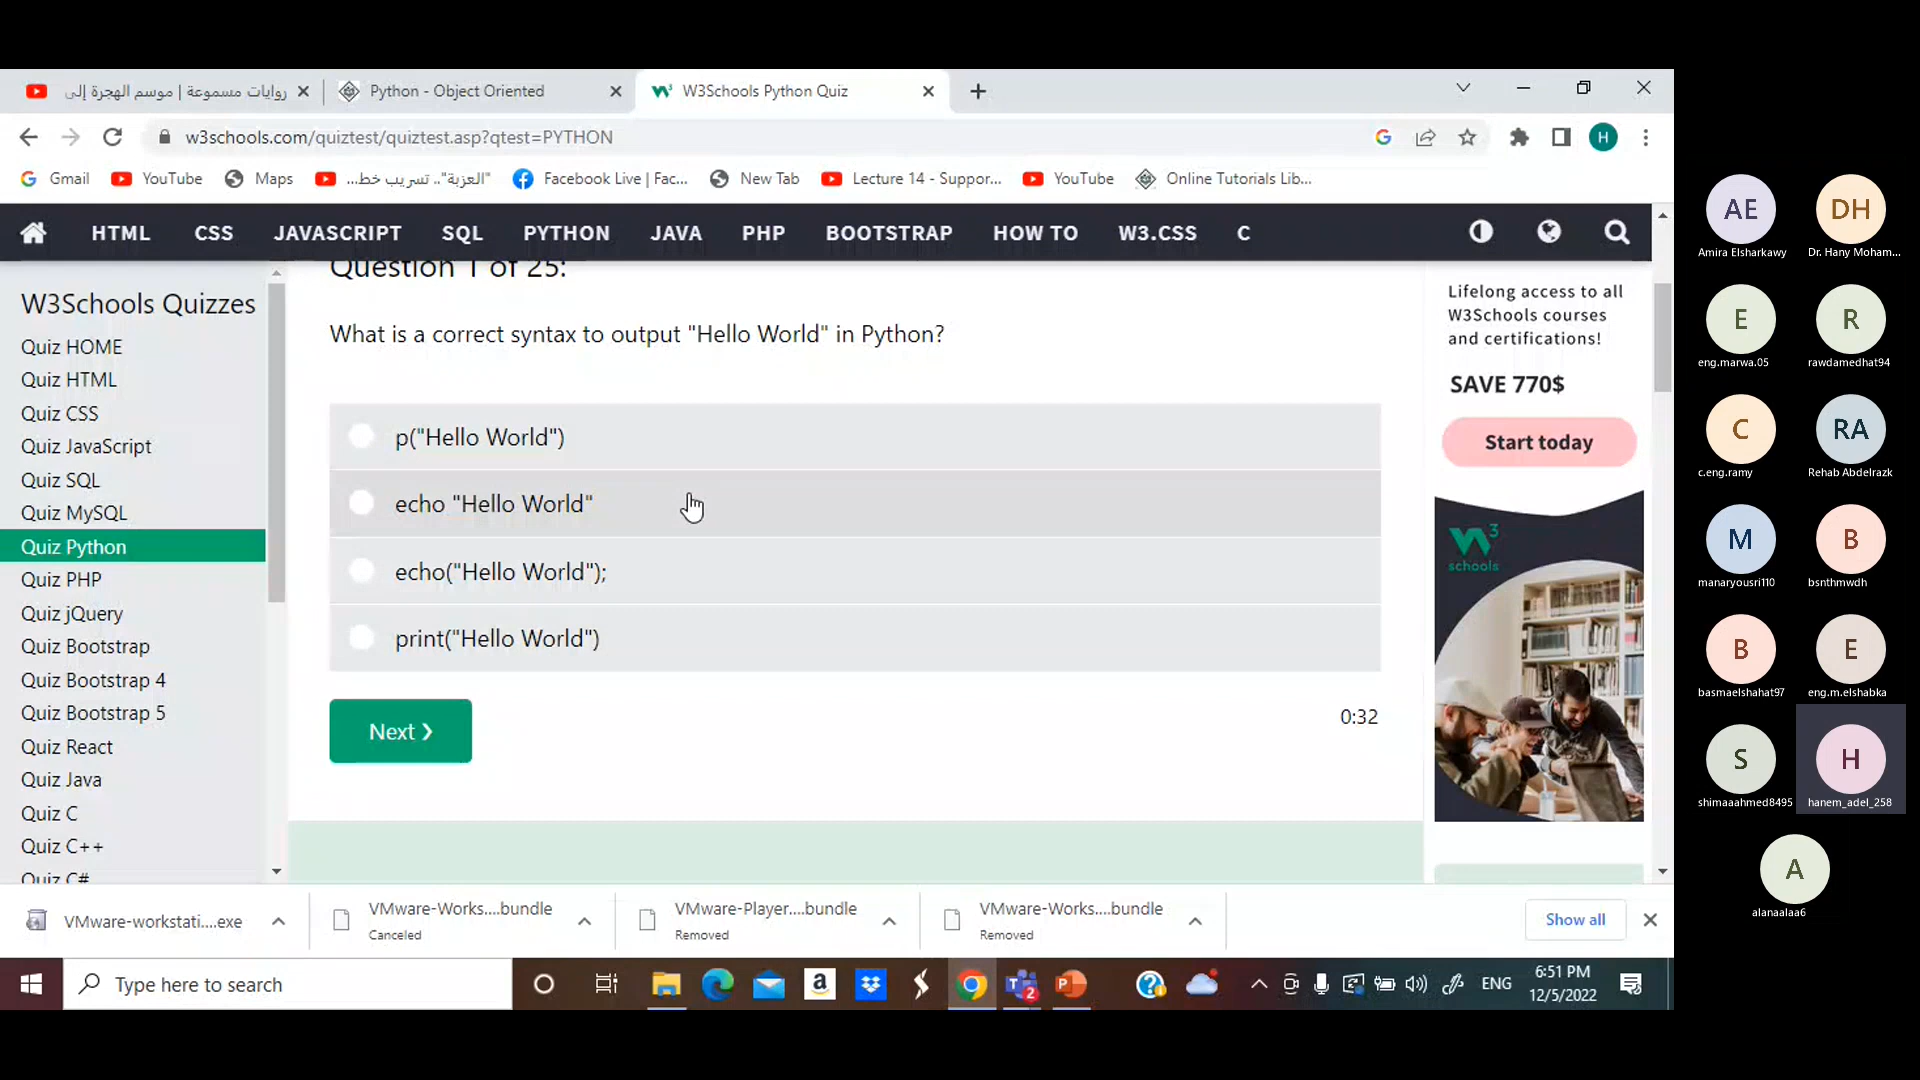 روايات مسموعة | موسم الهجرة إلى
Python - Object Oriented
W3Schools Python Quiz
w3schools.com/quiztest/quiztest.asp?qtest=PYTHON
H
Gmail
YouTube
Maps
"العزبة".. تسريب خط...
Facebook Live | Fac...
New Tab
Lecture 14 - Suppor...
YouTube
Online Tutorials Lib...
HTML
CSS
JAVASCRIPT
SQL
PYTHON
JAVA
PHP
BOOTSTRAP
HOW TO
W3.CSS
C
W3Schools Quizzes
Quiz HOME
Quiz HTML
Quiz CSS
Quiz JavaScript
Quiz SQL
Quiz MySQL
Quiz Python
Quiz PHP
Quiz jQuery
Quiz Bootstrap
Quiz Bootstrap 4
Quiz Bootstrap 5
Quiz React
Quiz Java
Quiz C
Quiz C++
Quiz C#
Question 1 of 25:
What is a correct syntax to output "Hello World" in Python?
p("Hello World")
echo "Hello World"
echo("Hello World");
print("Hello World")
Next ❯
0:32
Lifelong access to all
W3Schools courses
and certifications!
SAVE 770$
Start today
W3
schools
VMware-workstati....exe
VMware-Works....bundle
Canceled
VMware-Player....bundle
Removed
VMware-Works....bundle
Removed
Show all
Type here to search
a
2
P
ENG
6:51 PM
12/5/2022
AE
Amira Elsharkawy
DH
Dr. Hany Moham...
E
eng.marwa.05
R
rawdamedhat94
C
c.eng.ramy
RA
Rehab Abdelrazk
M
manaryousri110
B
bsnthmwdh
B
basmaelshahat97
E
eng.m.elshabka
S
shimaaahmed8495
H
hanem_adel_258
A
alanaalaa6